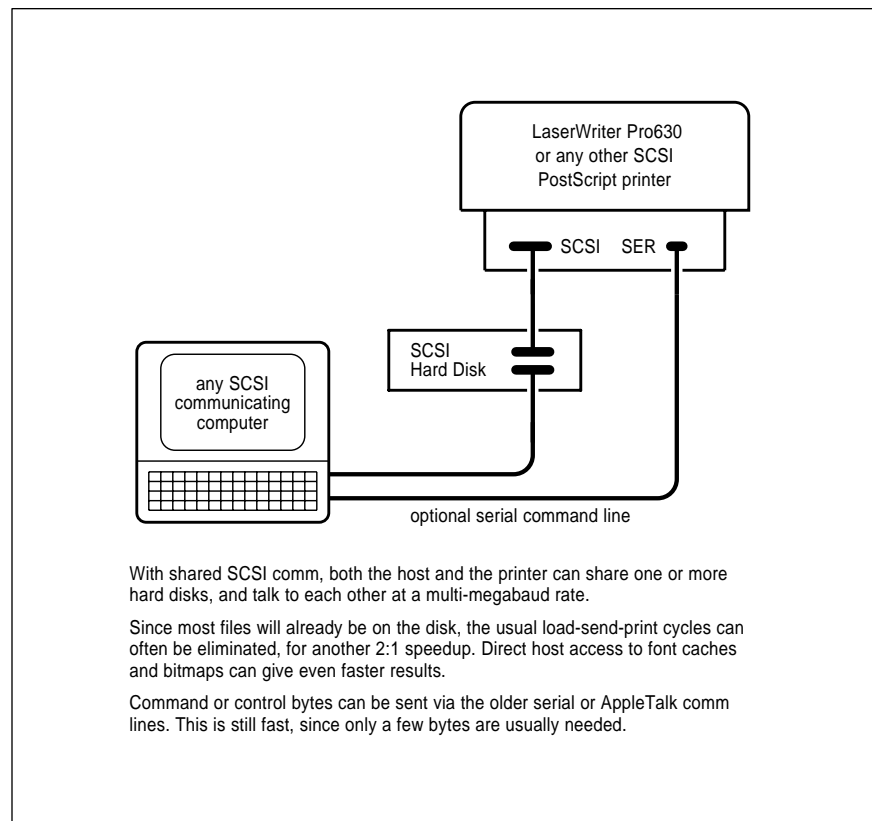 LaserWriter Pro630
or any other SCSI
PostScript printer
SCSI SER
SCSI
Hard Disk
any SCSI
communicating
computer
optional serial command line
With shared SCSI comm, both the host and the printer can share one or more
hard disks, and talk to each other at a multi-megabaud rate.
Since most files will already be on the disk, the usual load-send-print cycles can
often be eliminated, for another 2:1 speedup. Direct host access to font caches
and bitmaps can give even faster results.
Command or control bytes can be sent via the older serial or AppleTalk comm
lines. This is still fast, since only a few bytes are usually needed.